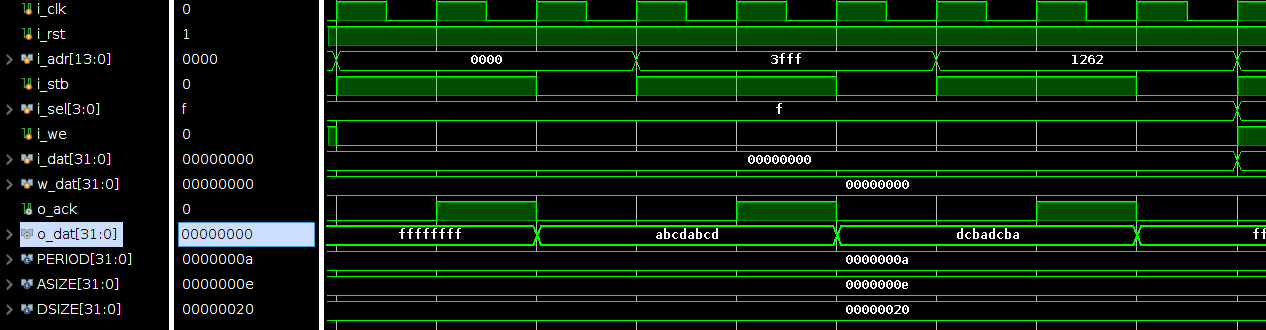 i_clk 0
i_rst 1
i_adr[13:0] 0000 0000 3fff 1262
i_stb 0
i_sel[3:0] f f
i_we 0
i_dat[31:0] 00000000 00000000
w_dat[31:0] 00000000 00000000
o_ack 0
o_dat[31:0] 00000000 ffffffff abcdabcd dcbadcba ff
PERIOD[31:0] 0000000a 0000000a
ASIZE[31:0] 0000000e 0000000e
DSIZE[31:0] 00000020 00000020